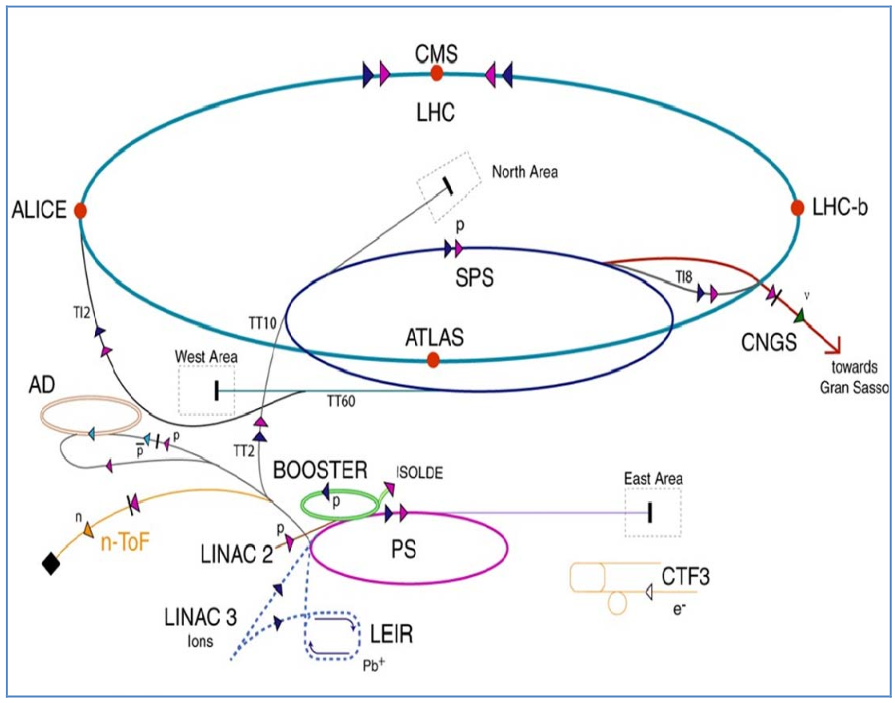 CMS
LHC
North Area
ALICE
LHC-b
p
SPS
TI8
TI2
TT10
ν
ATLAS
CNGS
West Area
towards
Gran Sasso
AD
TT60
p
p
TT2
BOOSTER
ISOLDE
East Area
p
n
n-ToF
p
LINAC 2
PS
CTF3
e-
LINAC 3
Ions
LEIR
Pb+